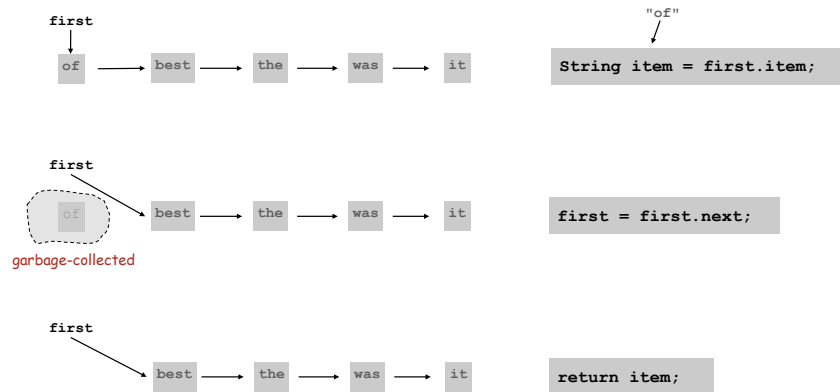 first
"of"
of best the was it
String item = first.item;
first
of best the was it
first = first.next;
garbage-collected
first
best the was it
return item;